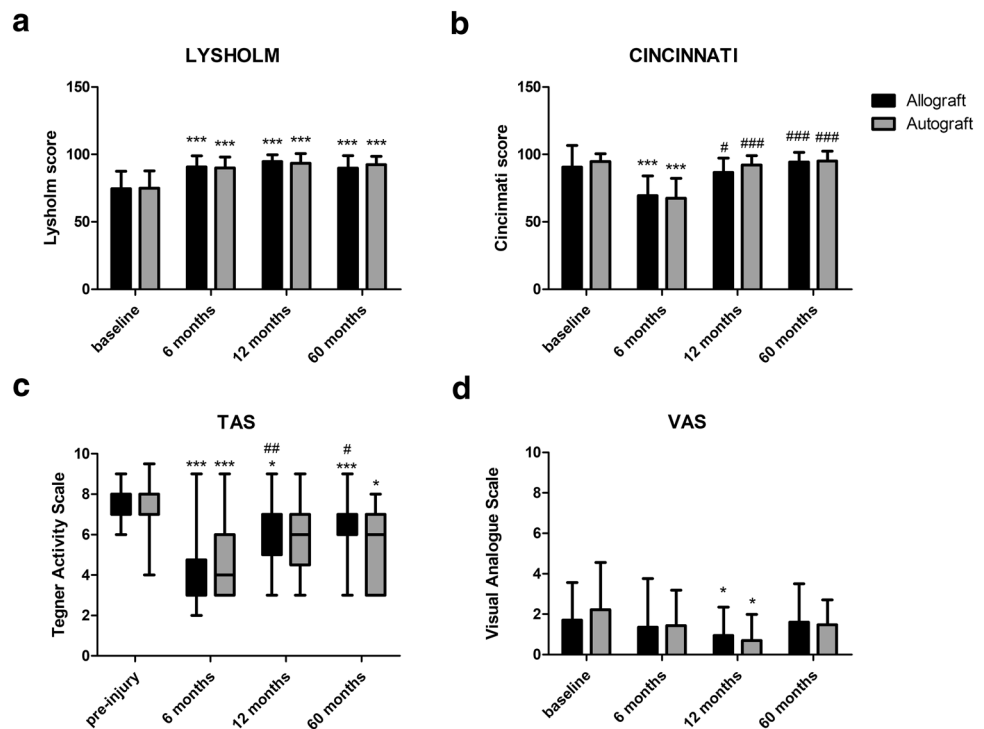 a
LYSHOLM
Lysholm score
150
100
50
0
*** *** *** *** *** ***
baseline
6 months
12 months
60 months
b
CINCINNATI
Cincinnati score
150
100
50
0
*** *** # ### ### ###
baseline
6 months
12 months
60 months
Allograft
Autograft
c
TAS
Tegner Activity Scale
10
8
6
4
2
0
## #
*** *** * *** *
pre-injury
6 months
12 months
60 months
d
VAS
Visual Analogue Scale
10
8
6
4
2
0
* *
baseline
6 months
12 months
60 months